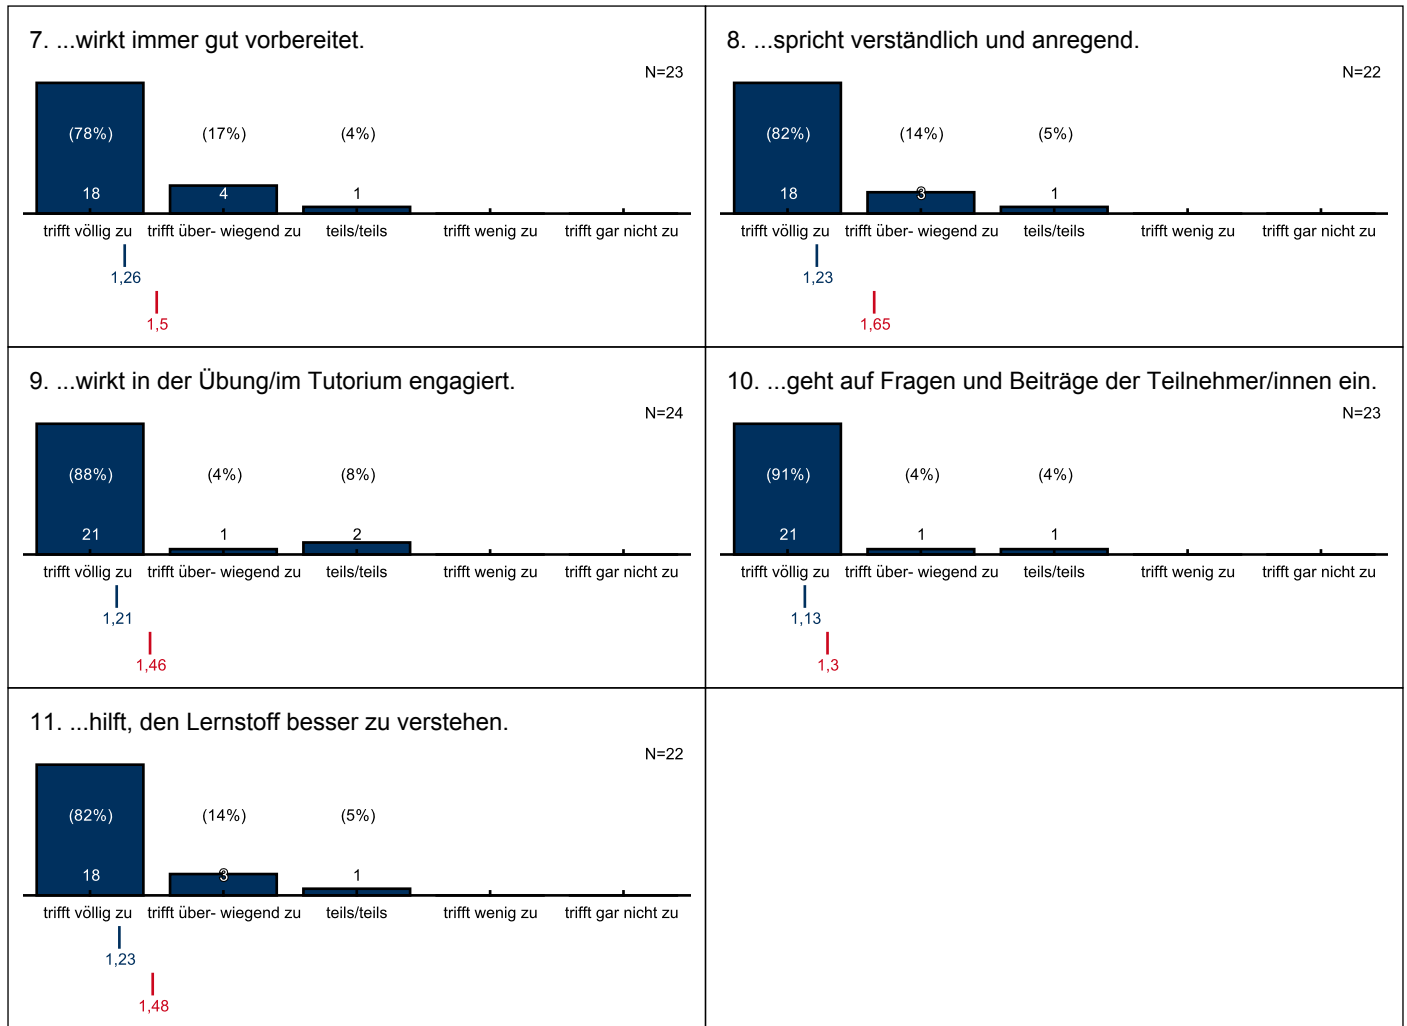 7. ...wirkt immer gut vorbereitet.
N=23
(78%) (17%) (4%)
18 4 1
trifft völlig zu trifft über- wiegend zu teils/teils trifft wenig zu trifft gar nicht zu
1,26
1,5
8. ...spricht verständlich und anregend.
N=22
(82%) (14%) (5%)
18 3 1
trifft völlig zu trifft über- wiegend zu teils/teils trifft wenig zu trifft gar nicht zu
1,23
1,65
9. ...wirkt in der Übung/im Tutorium engagiert.
N=24
(88%) (4%) (8%)
21 1 2
trifft völlig zu trifft über- wiegend zu teils/teils trifft wenig zu trifft gar nicht zu
1,21
1,46
10. ...geht auf Fragen und Beiträge der Teilnehmer/innen ein.
N=23
(91%) (4%) (4%)
21 1 1
trifft völlig zu trifft über- wiegend zu teils/teils trifft wenig zu trifft gar nicht zu
1,13
1,3
11. ...hilft, den Lernstoff besser zu verstehen.
N=22
(82%) (14%) (5%)
18 3 1
trifft völlig zu trifft über- wiegend zu teils/teils trifft wenig zu trifft gar nicht zu
1,23
1,48